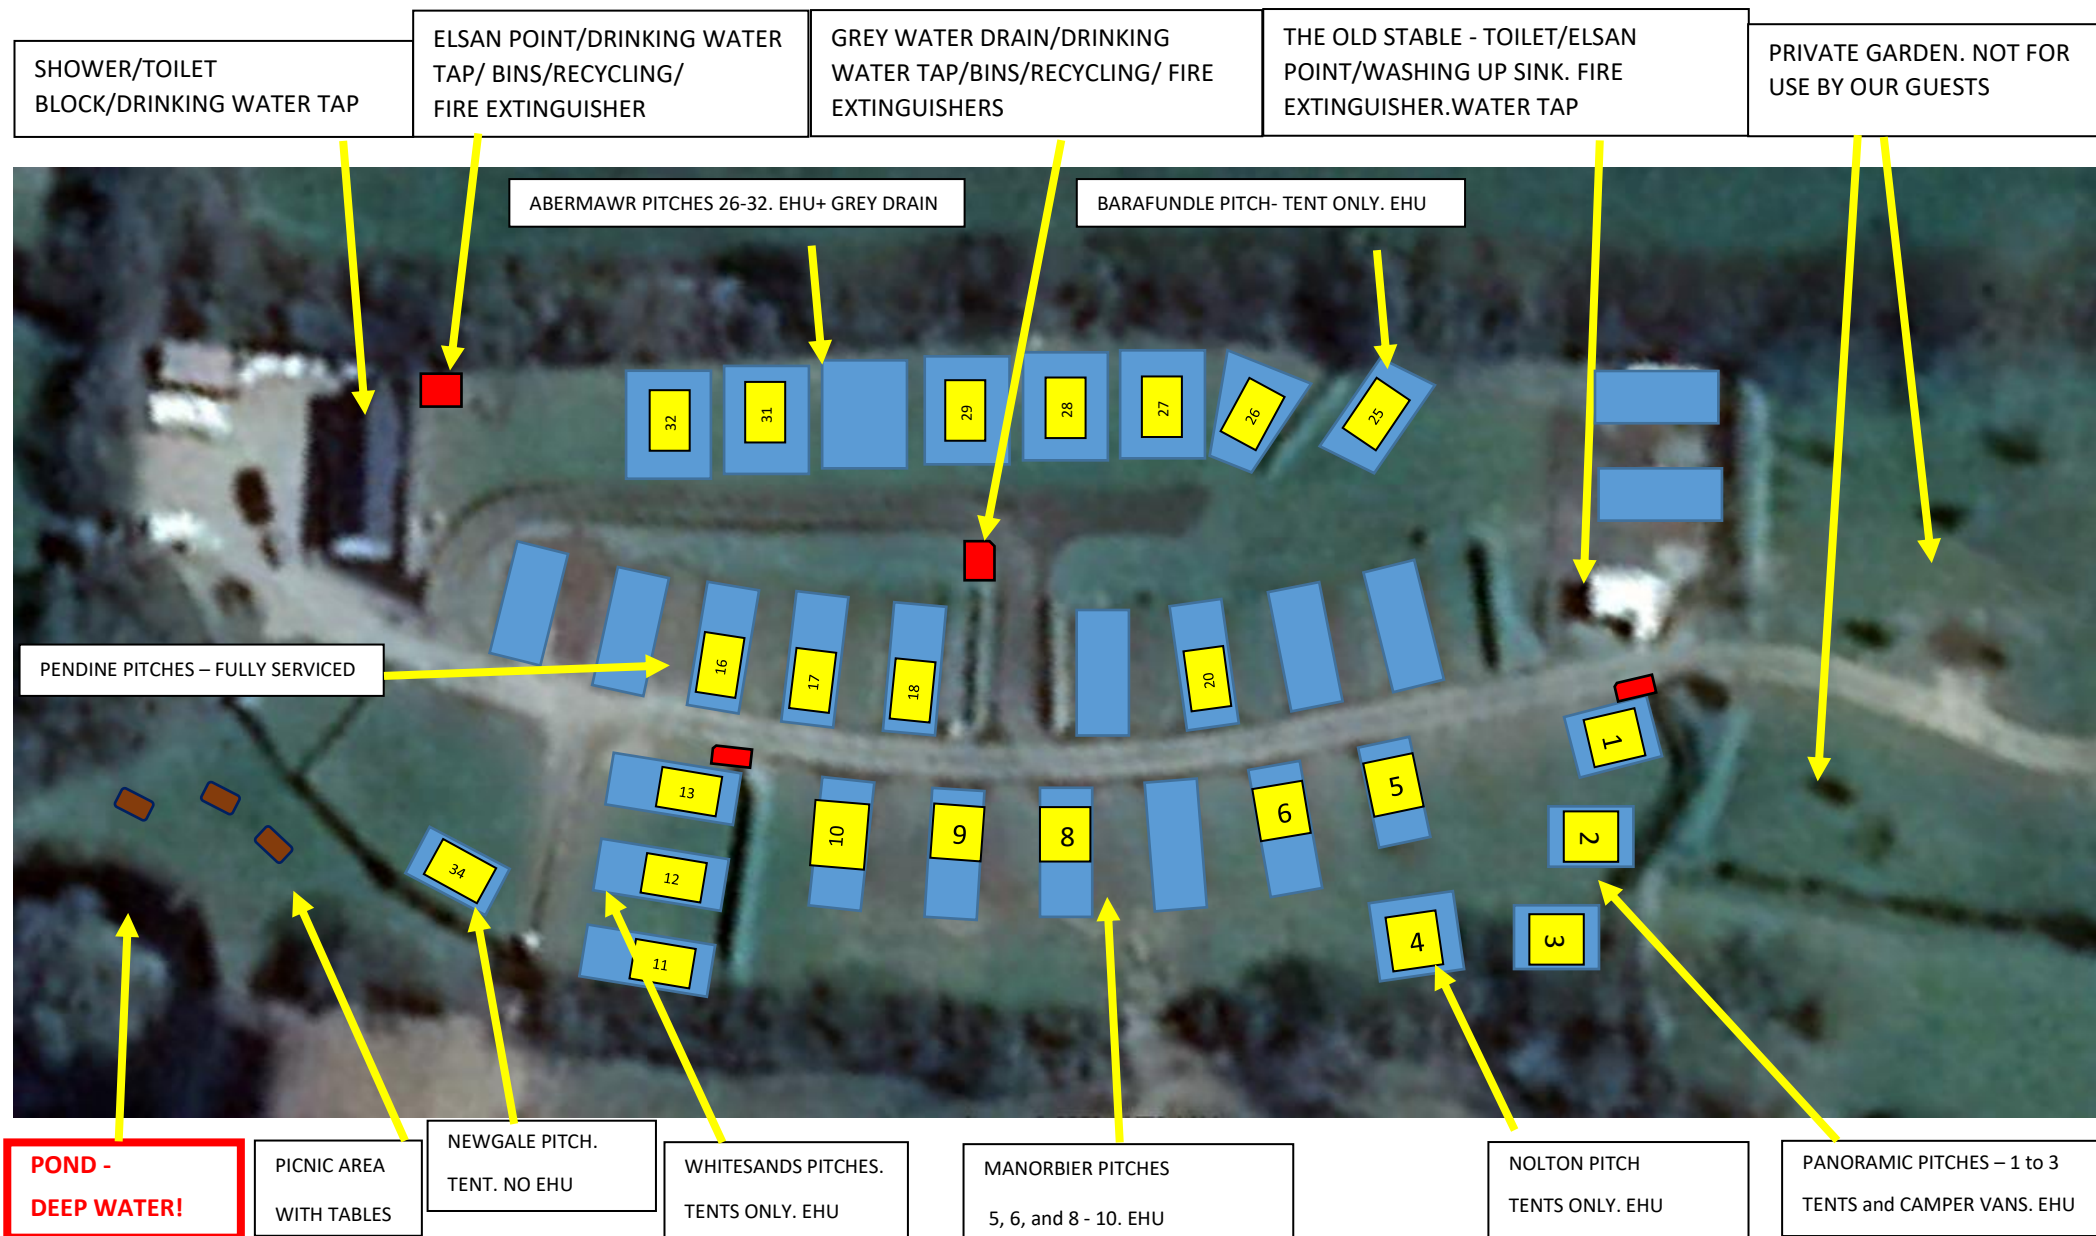 SHOWER/TOILET
BLOCK/DRINKING WATER TAP
ELSAN POINT/DRINKING WATER
TAP/ BINS/RECYCLING/
FIRE EXTINGUISHER
GREY WATER DRAIN/DRINKING
WATER TAP/BINS/RECYCLING/ FIRE
EXTINGUISHERS
THE OLD STABLE - TOILET/ELSAN
POINT/WASHING UP SINK. FIRE
EXTINGUISHER.WATER TAP
PRIVATE GARDEN. NOT FOR
USE BY OUR GUESTS
ABERMAWR PITCHES 26-32. EHU+ GREY DRAIN
BARAFUNDLE PITCH- TENT ONLY. EHU
32
31
29
28
27
26
25
PENDINE PITCHES – FULLY SERVICED
16
17
18
20
1
13
10
9
8
6
5
2
34
12
11
4
3
POND -
DEEP WATER!
PICNIC AREA
WITH TABLES
NEWGALE PITCH.
TENT. NO EHU
WHITESANDS PITCHES.
TENTS ONLY. EHU
MANORBIER PITCHES
5, 6, and 8 - 10. EHU
NOLTON PITCH
TENTS ONLY. EHU
PANORAMIC PITCHES – 1 to 3
TENTS and CAMPER VANS. EHU